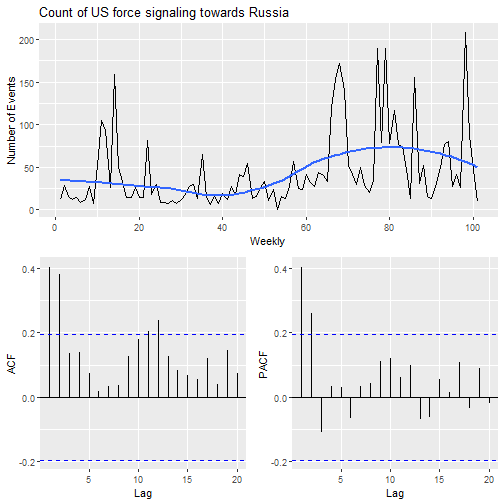 Count of US force signaling towards Russia
Number of Events
200
150
100
50
0
0 20 40 60 80 100
Weekly
ACF
0.4
0.2
0.0
-0.2
5 10 15 20
Lag
PACF
0.4
0.2
0.0
-0.2
5 10 15 20
Lag